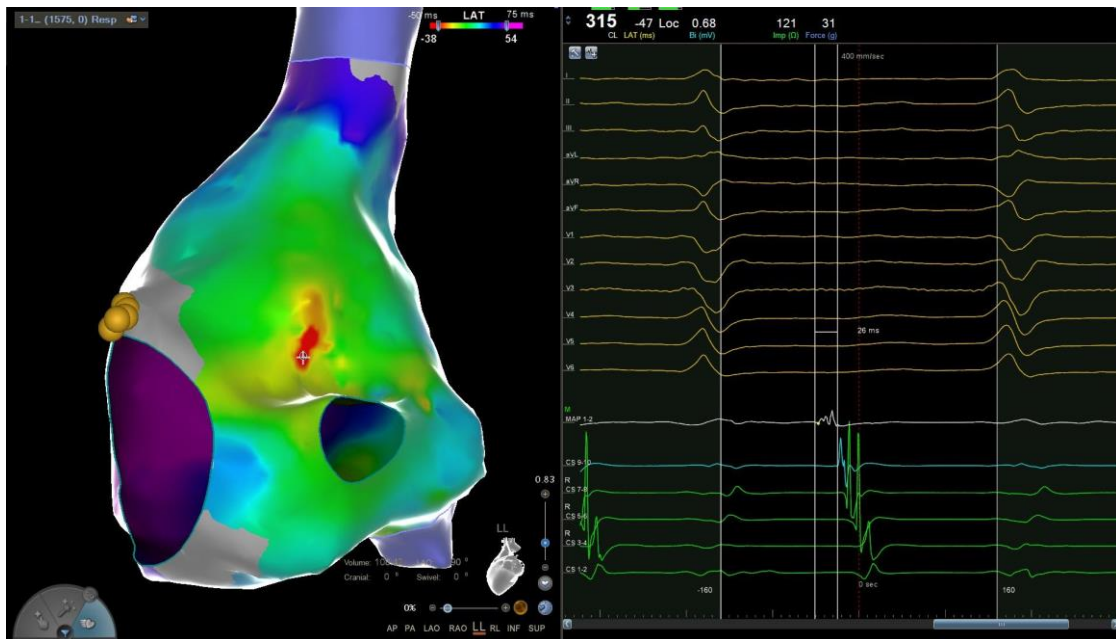 1-1... (1575, 0) Resp
-50 ms LAT 75 ms
-38 54
315 -47 Loc 0.68 121 31
CL LAT (ms) Bi (mV) Imp (Ω) Force (g)
400 mm/sec
I
II
III
aVL
aVR
aVF
V1
V2
V3
V4
V5
V6
26 ms
M
MAP 1-2
CS 9-10
R
CS 7-8
R
CS 5-6
R
CS 3-4
CS 1-2
0 sec
-160 160
0.83
LL
Volume:
Cranial: 0 ° Swivel: 0 °
0%
AP PA LAO RAO LL RL INF SUP